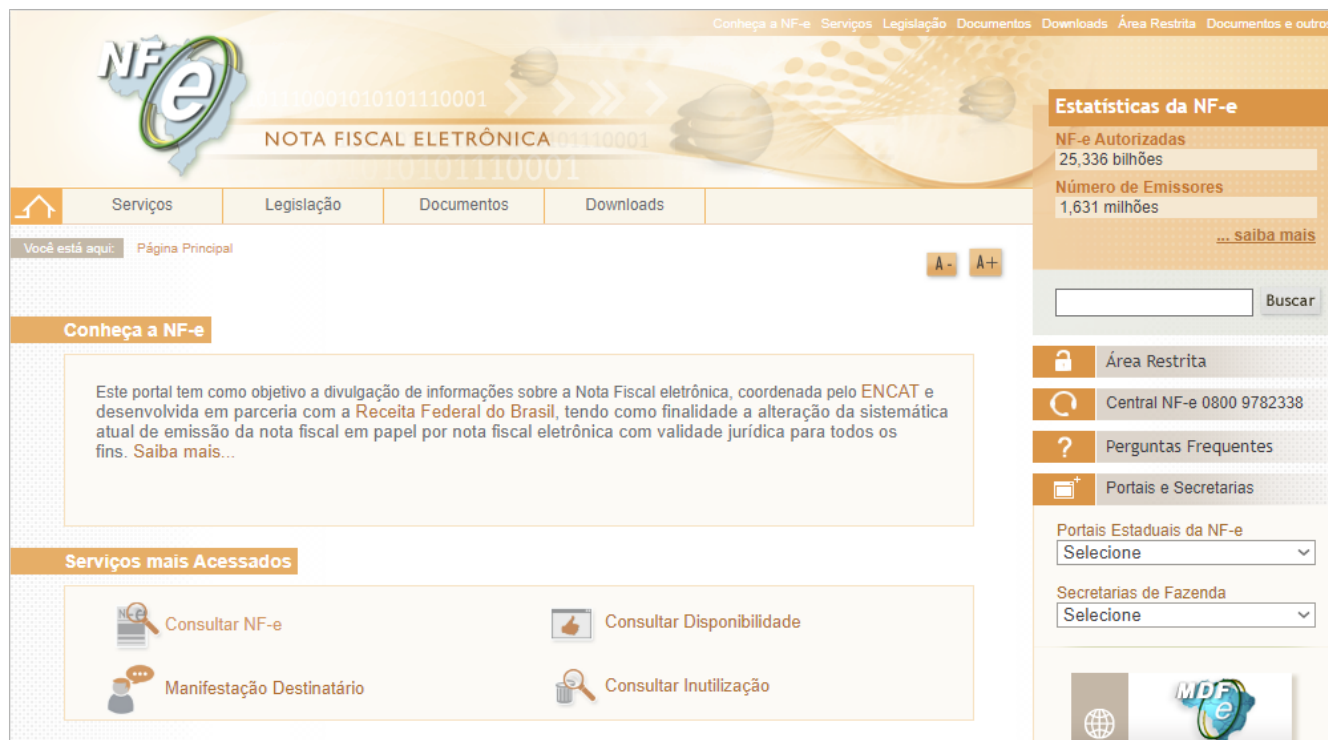 Conheça a NF-e Serviços Legislação Documentos Downloads Área Restrita Documentos e outros
NFe
1110001010101110001
NOTA FISCAL ELETRÔNICA
Estatísticas da NF-e
NF-e Autorizadas
25,336 bilhões
Número de Emissores
1,631 milhões
... saiba mais
Serviços Legislação Documentos Downloads
Você está aqui: Página Principal
A- A+
Buscar
Conheça a NF-e
Este portal tem como objetivo a divulgação de informações sobre a Nota Fiscal eletrônica, coordenada pelo ENCAT e
desenvolvida em parceria com a Receita Federal do Brasil, tendo como finalidade a alteração da sistemática
atual de emissão da nota fiscal em papel por nota fiscal eletrônica com validade jurídica para todos os
fins. Saiba mais...
Área Restrita
Central NF-e 0800 9782338
Perguntas Frequentes
Portais e Secretarias
Portais Estaduais da NF-e
Selecione
Secretarias de Fazenda
Selecione
Serviços mais Acessados
Consultar NF-e
Consultar Disponibilidade
Manifestação Destinatário
Consultar Inutilização
MDFe